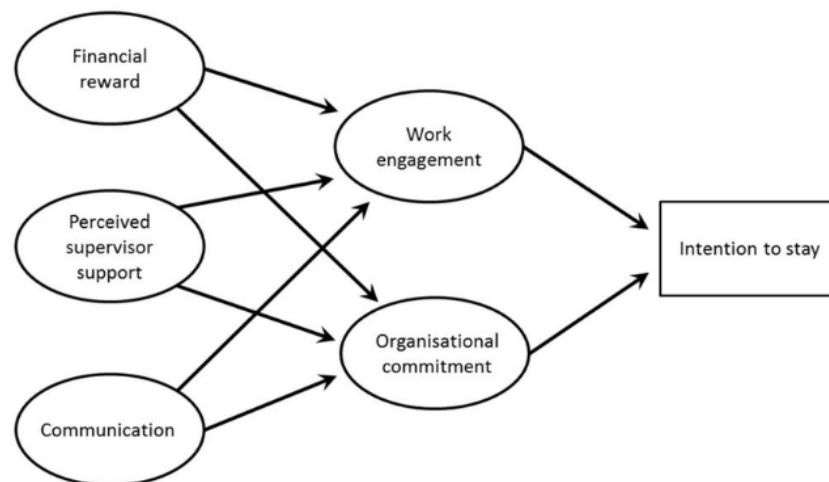 Financial
reward
Work
engagement
Perceived
supervisor
support
Intention to stay
Organisational
commitment
Communication